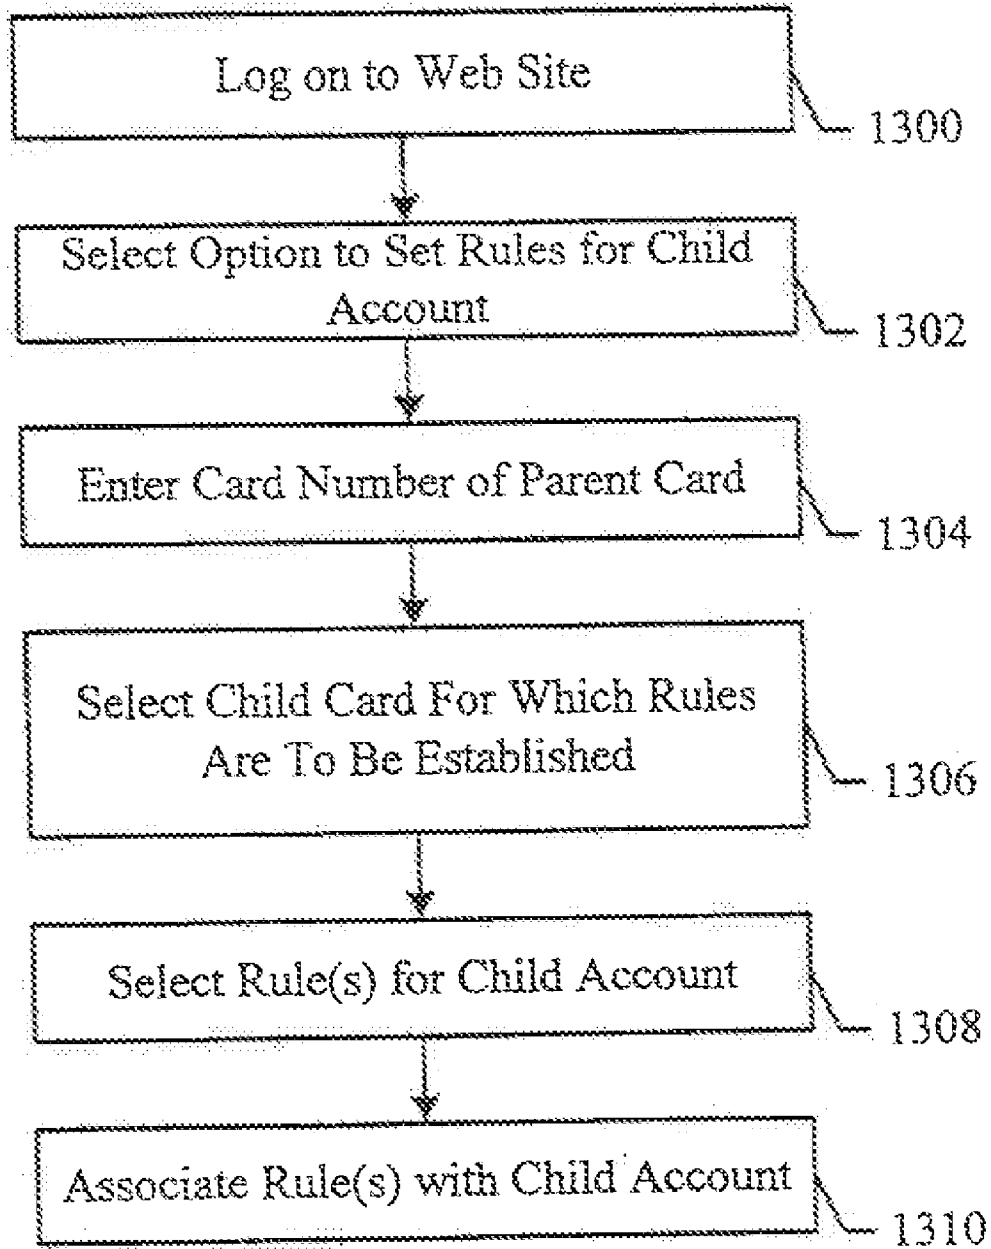 Log on to Web Site
1300
Select Option to Set Rules for Child
Account
1302
Enter Card Number of Parent Card
1304
Select Child Card For Which Rules
Are To Be Established
1306
Select Rule(s) for Child Account
1308
Associate Rule(s) with Child Account
1310